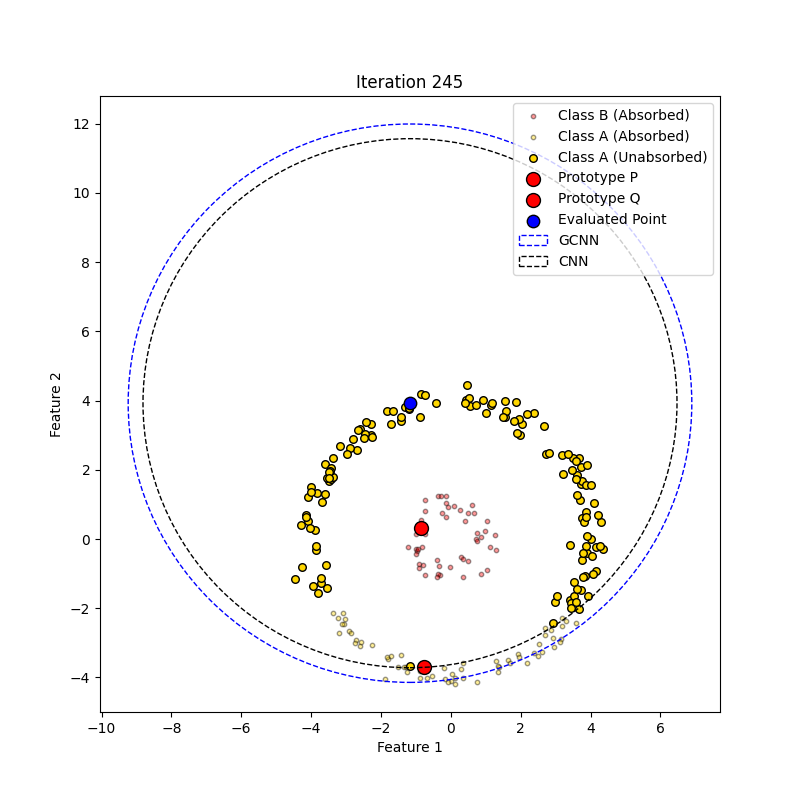 Iteration 245
Class B (Absorbed)
Class A (Absorbed)
Class A (Unabsorbed)
Prototype P
Prototype Q
Evaluated Point
GCNN
CNN
Feature 2
12
10
8
6
4
2
0
−2
−4
−10
−8
−6
−4
−2
0
2
4
6
Feature 1